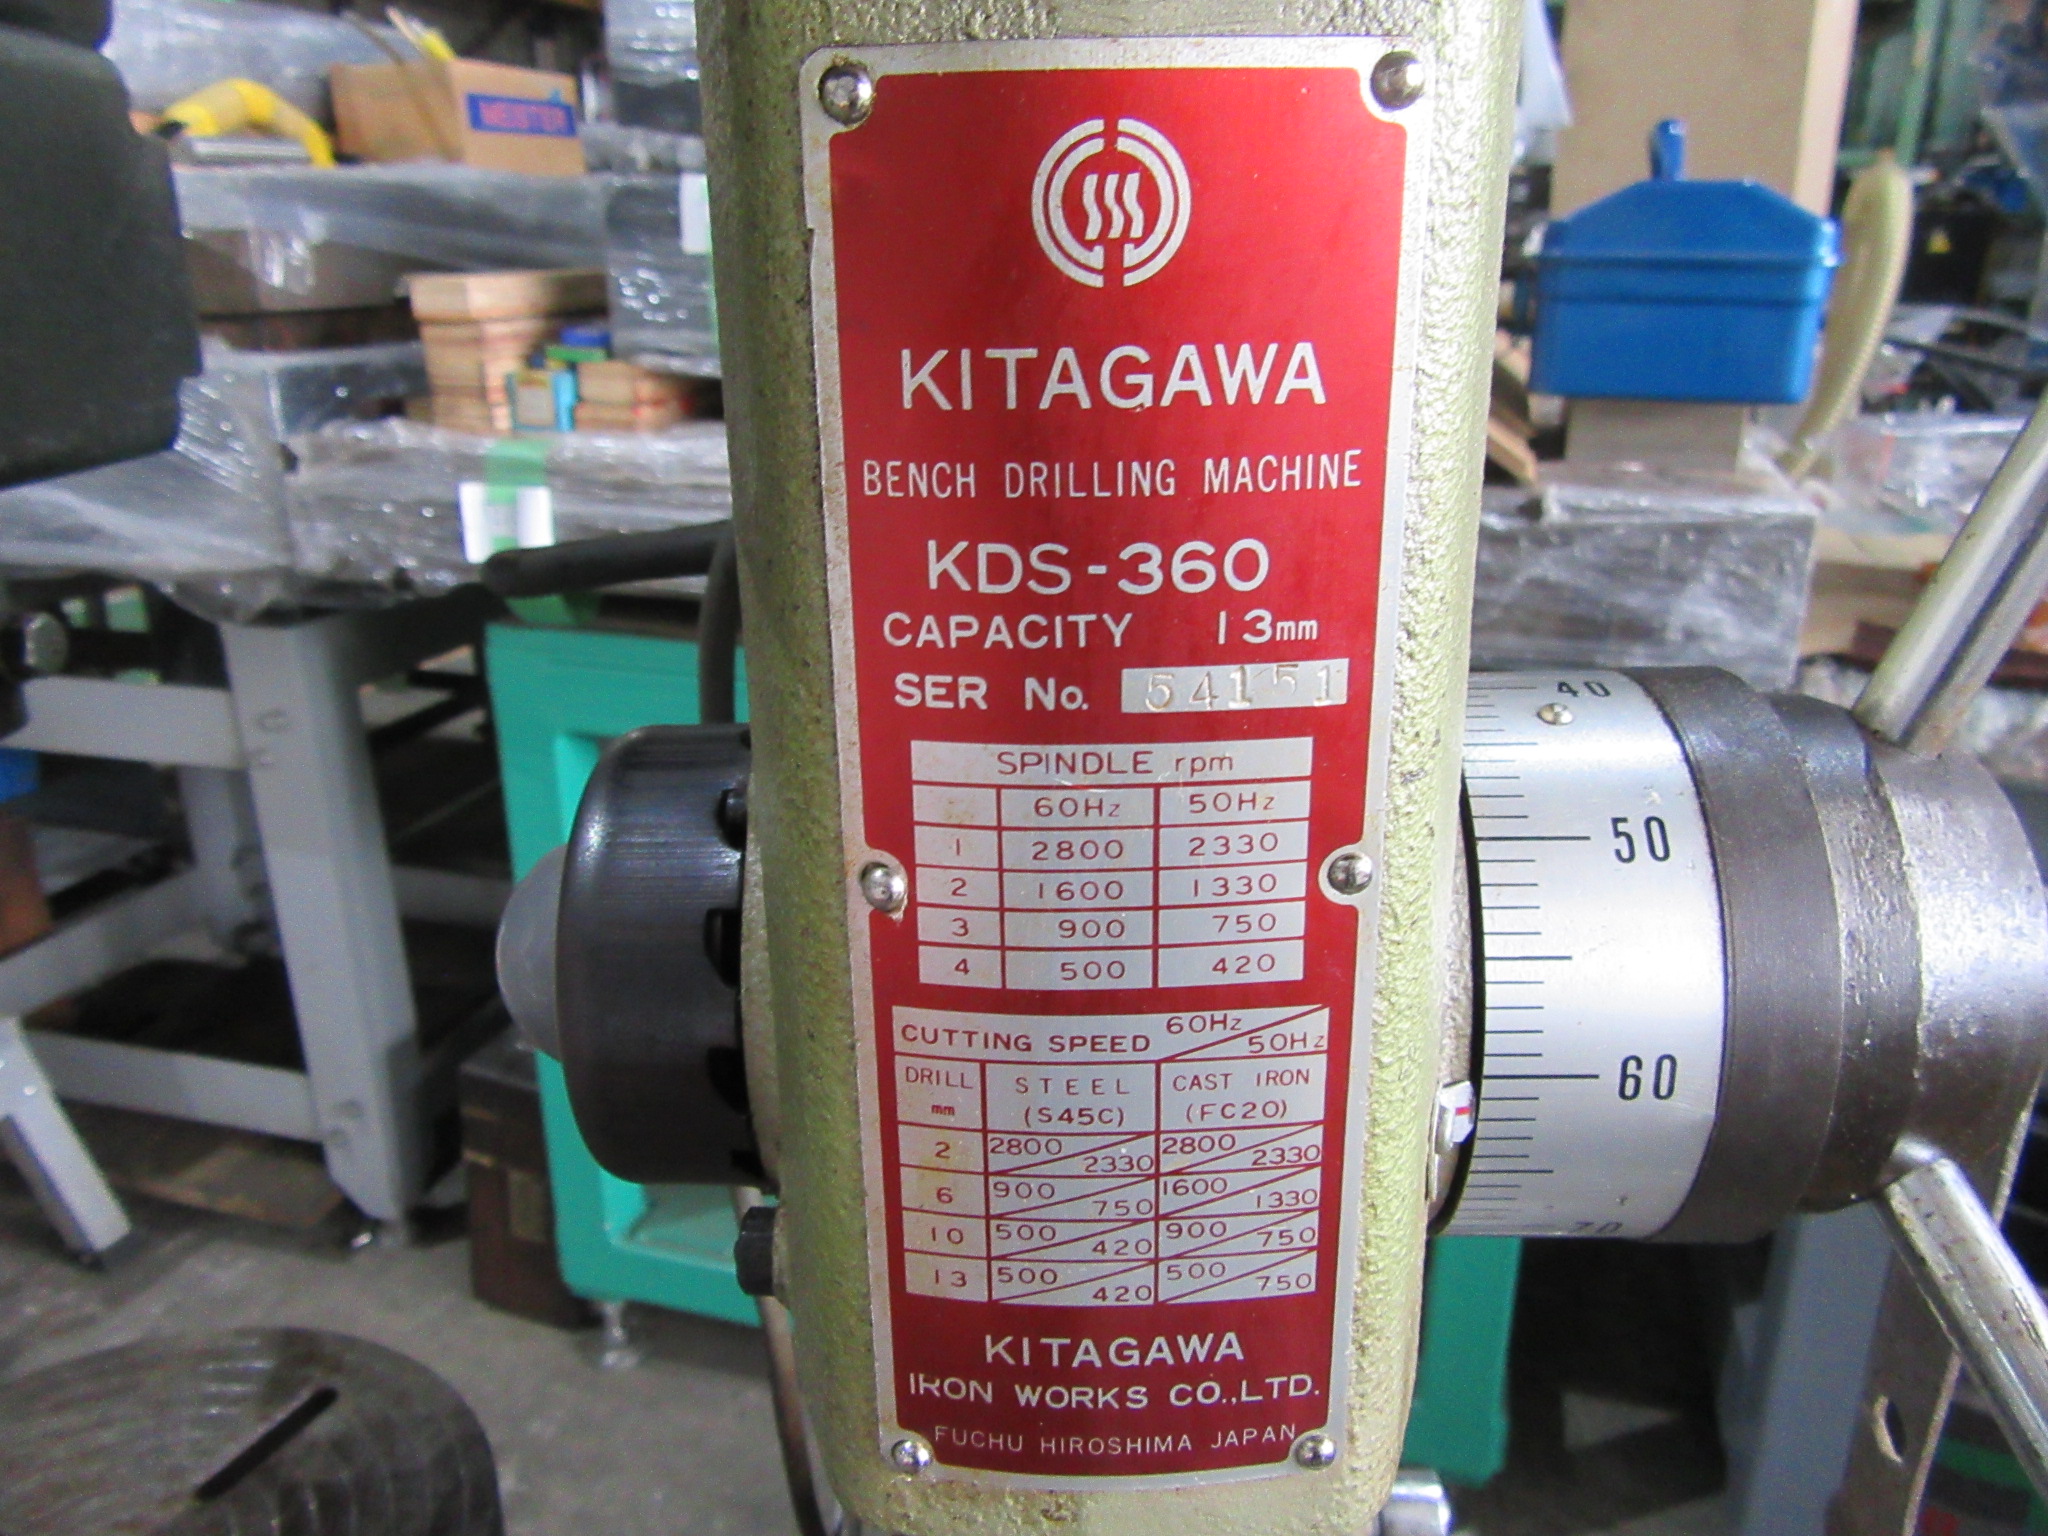 KITAGAWA
BENCH DRILLING MACHINE
KDS-360
CAPACITY 13mm
SER No. 54151
SPINDLE rpm
60Hz 50Hz
1 2800 2330
2 1600 1330
3 900 750
4 500 420
CUTTING SPEED 60Hz 50Hz
DRILL mm STEEL (S45C) CAST IRON (FC20)
2 2800 2330 2800 2330
6 900 750 1600 1330
10 500 420 900 750
13 500 420 500 750
KITAGAWA
IRON WORKS CO.,LTD.
FUCHU HIROSHIMA JAPAN
40
50
60
70
MEISTER